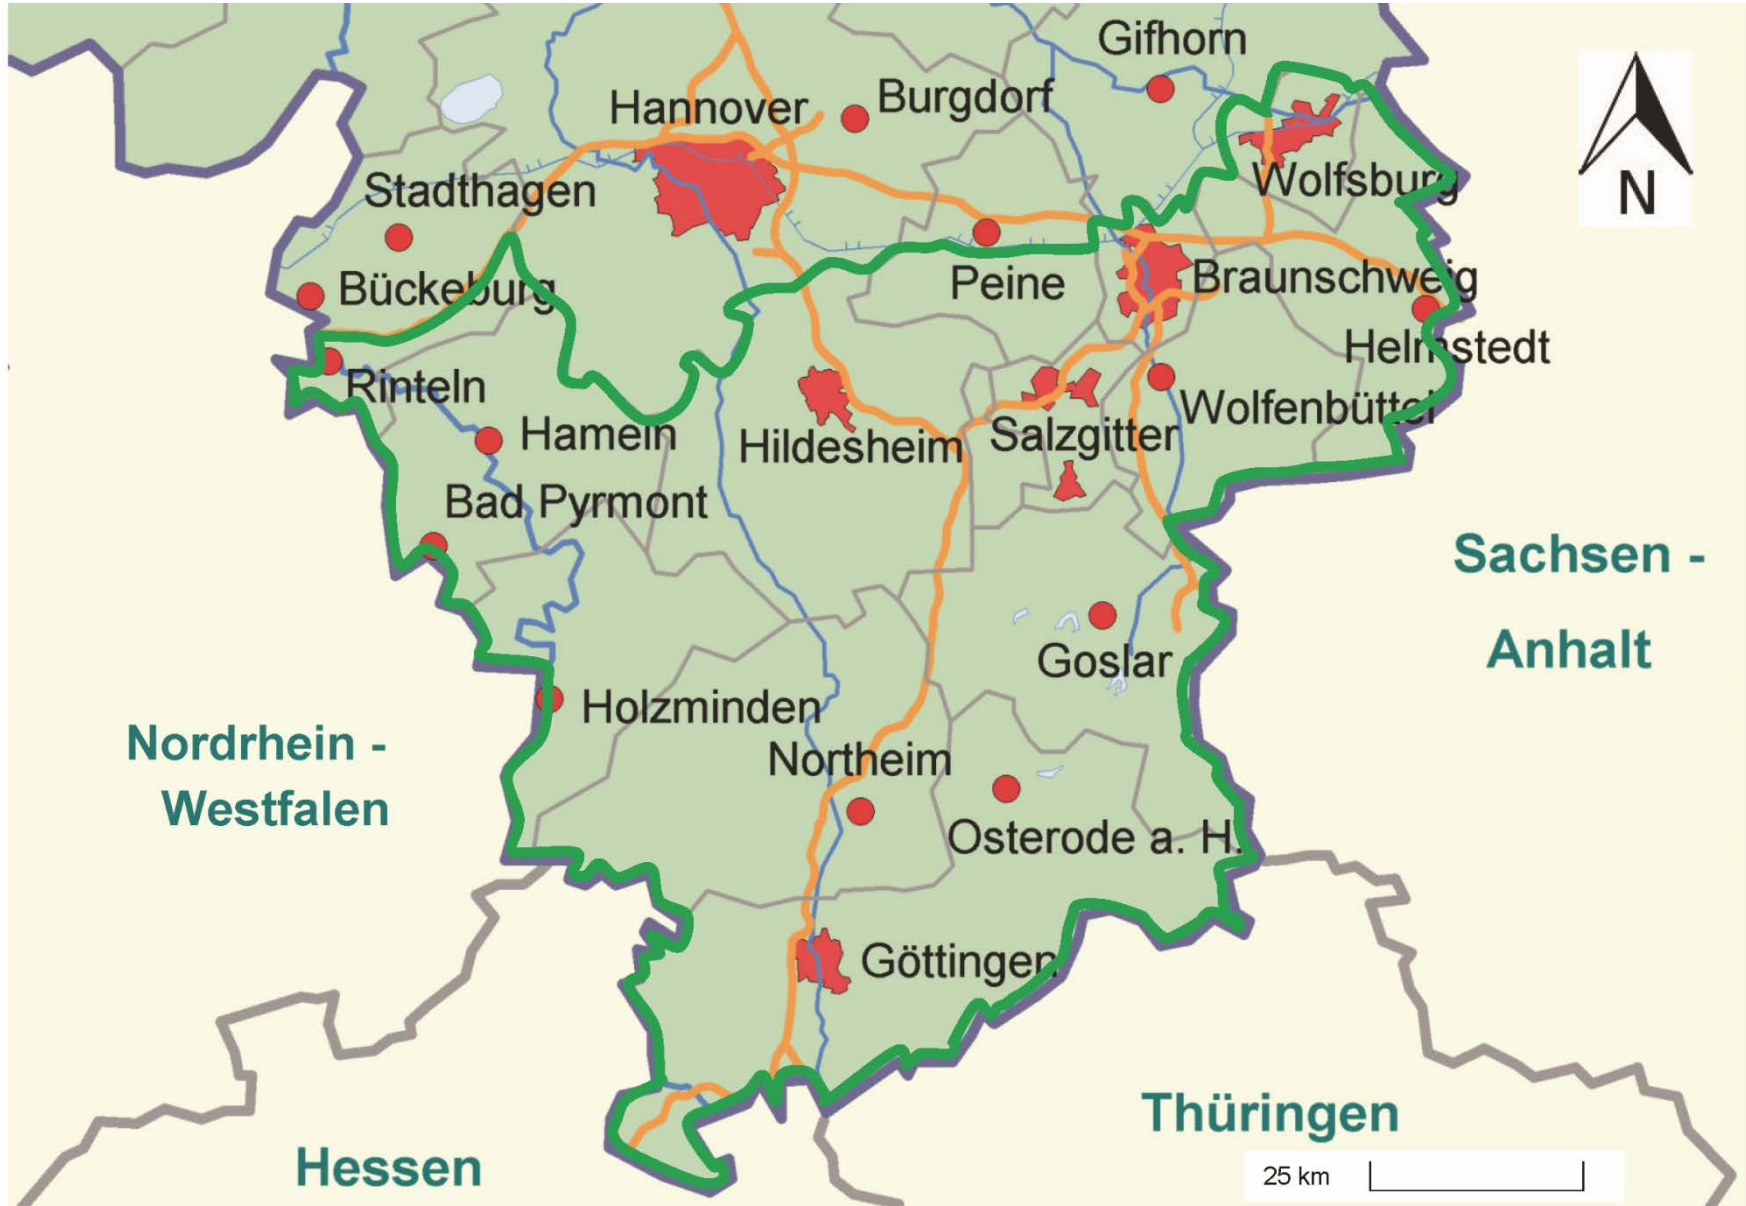 Gifhorn
Hannover
Burgdorf
Stadthagen
Wolfsburg
Bückeburg
Peine
Braunschweig
Helmstedt
Rinteln
Wolfenbüttel
Hameln
Hildesheim
Salzgitter
Bad Pyrmont
N
Sachsen -
Anhalt
Goslar
Holzminden
Nordrhein -
Westfalen
Northeim
Osterode a. H.
Göttingen
Thüringen
Hessen
25 km